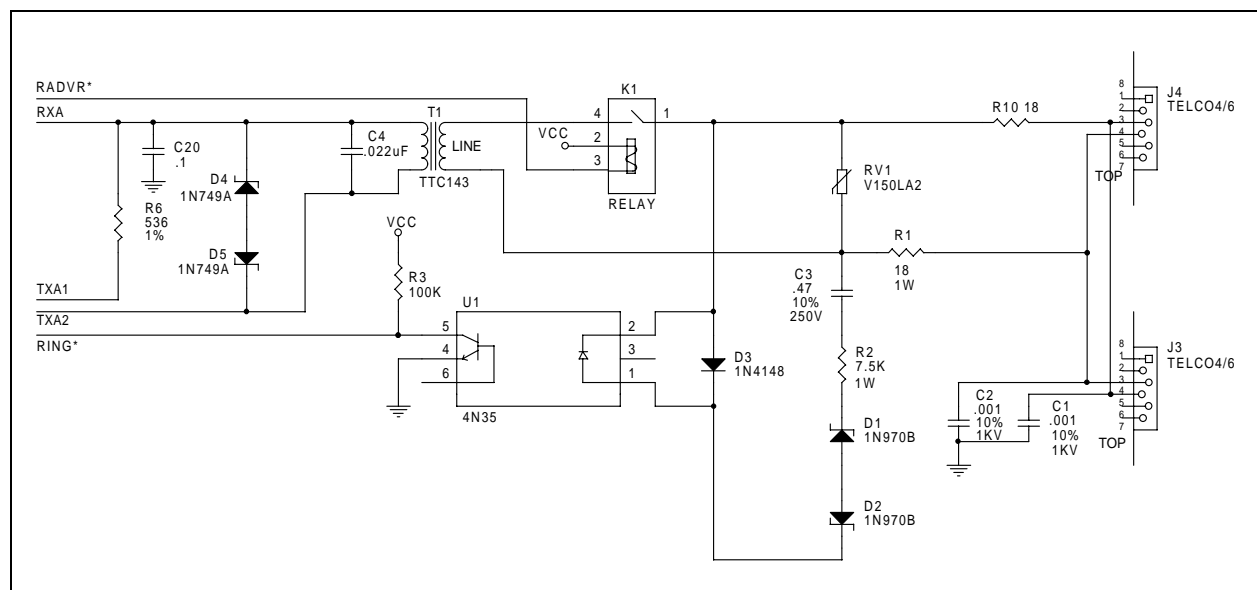 RADVR*
RXA
C20
.1
D4
1N749A
R6
536
1%
D5
1N749A
TXA1
TXA2
RING*
C4
.022uF
T1
LINE
TTC143
VCC
R3
100K
U1
5
4
6
2
3
1
4N35
K1
4
1
VCC
2
3
RELAY
D3
1N4148
RV1
V150LA2
R10 18
R1
18
1W
C3
.47
10%
250V
R2
7.5K
1W
D1
1N970B
D2
1N970B
C2
.001
10%
1KV
C1
.001
10%
1KV
8
1
2
3
4
5
6
7
TOP
J4
TELCO4/6
8
1
2
3
4
5
6
7
TOP
J3
TELCO4/6